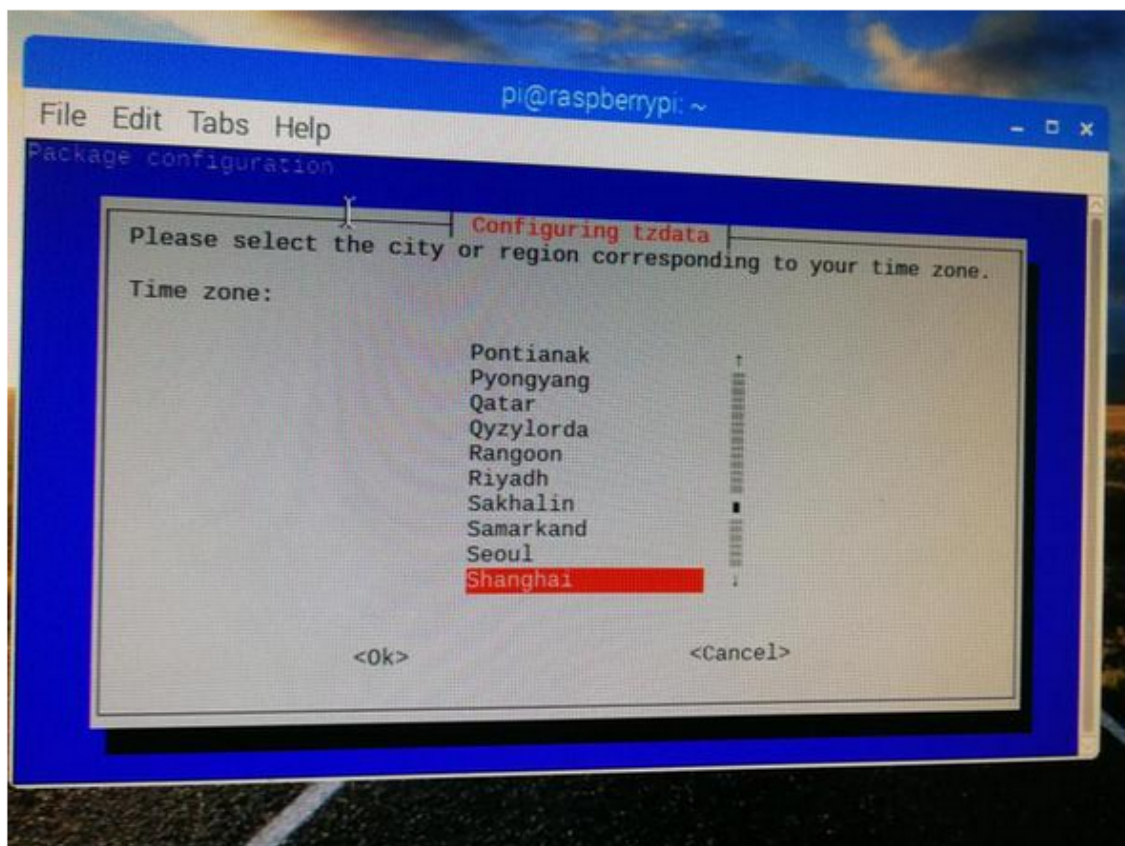 pi@raspberrypi: ~
File Edit Tabs Help
Package configuration
Configuring tzdata
Please select the city or region corresponding to your time zone.
Time zone:
Pontianak
Pyongyang
Qatar
Qyzylorda
Rangoon
Riyadh
Sakhalin
Samarkand
Seoul
Shanghai
<Ok> <Cancel>